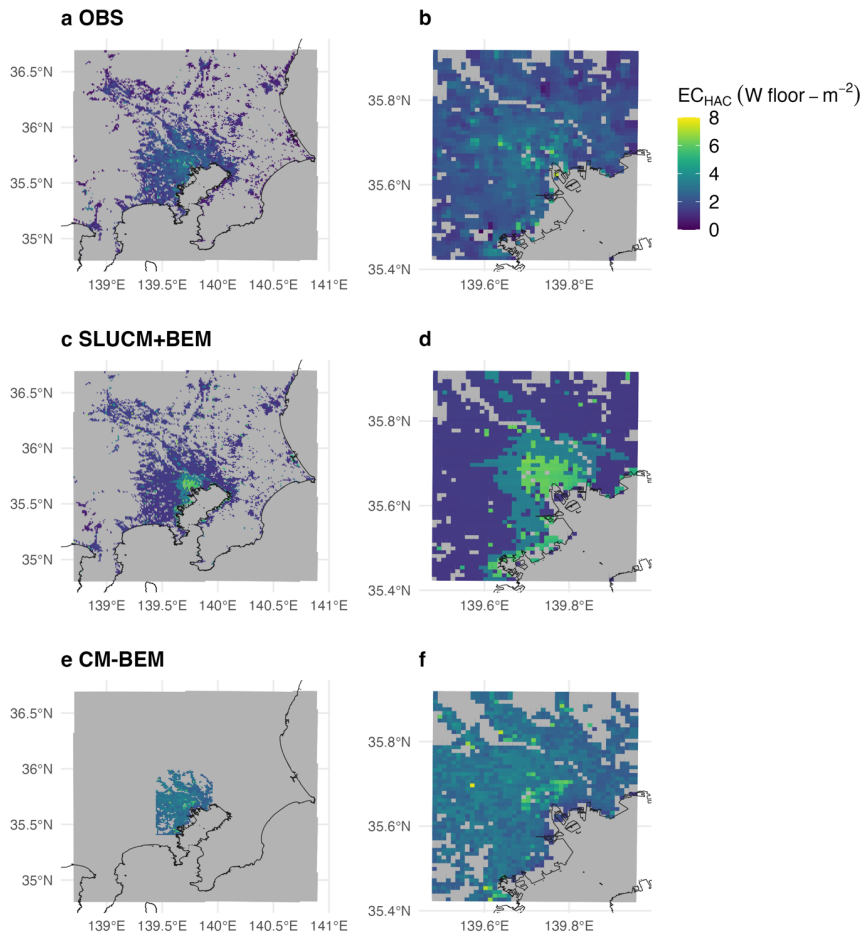 a OBS
b
36.5°N
36°N
35.5°N
35°N
139°E 139.5°E 140°E 140.5°E 141°E
35.8°N
35.6°N
35.4°N
139.6°E 139.8°E
EC_HAC (W floor – m⁻²)
8
6
4
2
0
c SLUCM+BEM
d
36.5°N
36°N
35.5°N
35°N
139°E 139.5°E 140°E 140.5°E 141°E
35.8°N
35.6°N
35.4°N
139.6°E 139.8°E
e CM-BEM
f
36.5°N
36°N
35.5°N
35°N
139°E 139.5°E 140°E 140.5°E 141°E
35.8°N
35.6°N
35.4°N
139.6°E 139.8°E